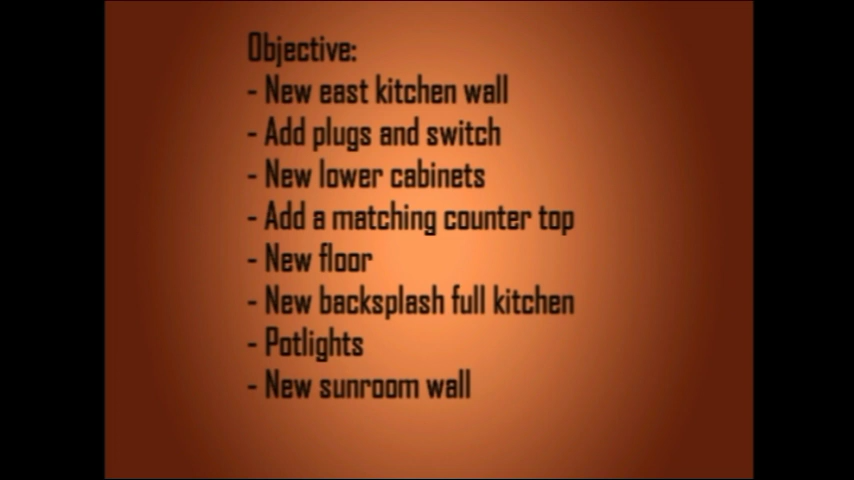 Objective:
- New east kitchen wall
- Add plugs and switch
- New lower cabinets
- Add a matching counter top
- New floor
- New backsplash full kitchen
- Potlights
- New sunroom wall